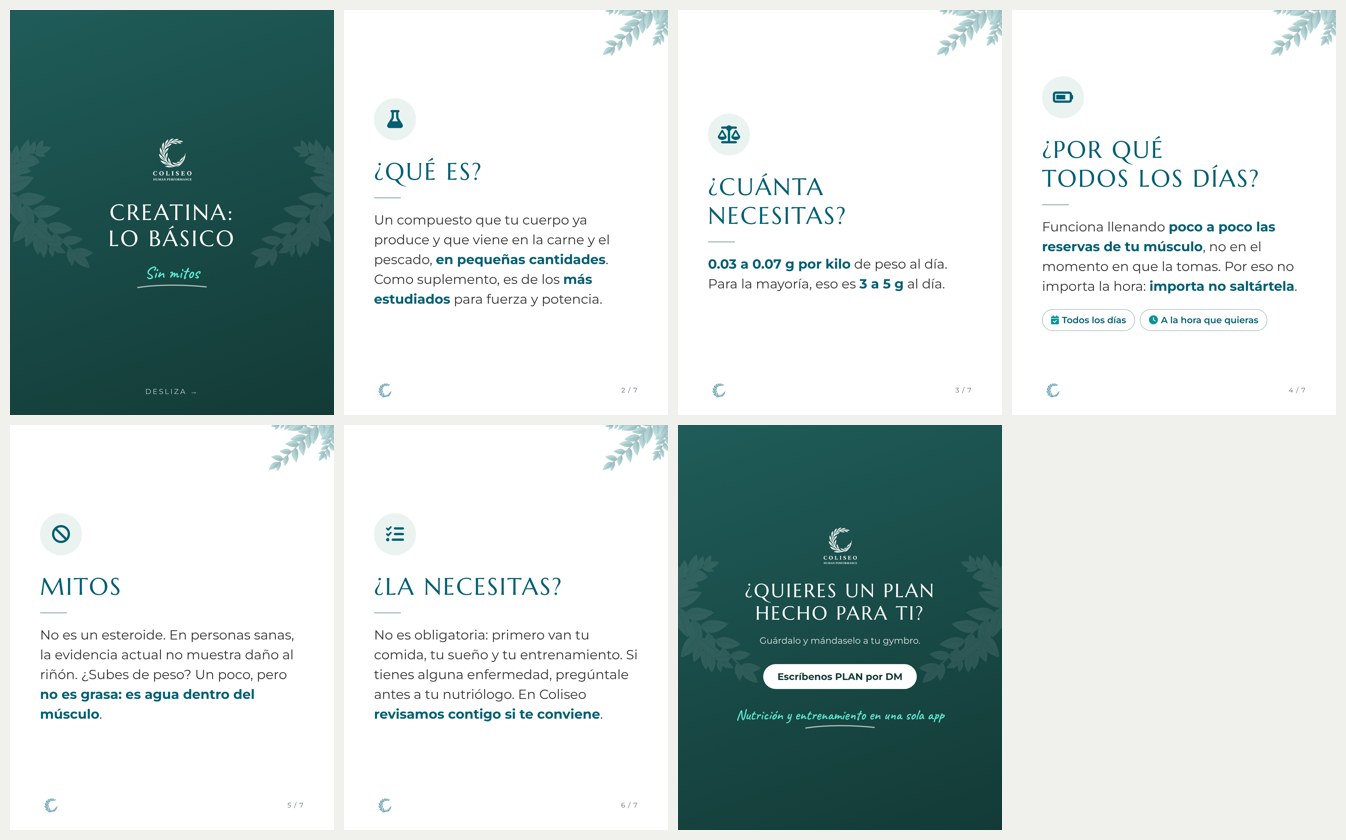 COLISEO
HUMAN PERFORMANCE
CREATINA:
LO BÁSICO
Sin mitos
DESLIZA →
¿QUÉ ES?
Un compuesto que tu cuerpo ya
produce y que viene en la carne y el
pescado, en pequeñas cantidades.
Como suplemento, es de los más
estudiados para fuerza y potencia.
2 / 7
¿CUÁNTA
NECESITAS?
0.03 a 0.07 g por kilo de peso al día.
Para la mayoría, eso es 3 a 5 g al día.
3 / 7
¿POR QUÉ
TODOS LOS DÍAS?
Funciona llenando poco a poco las
reservas de tu músculo, no en el
momento en que la tomas. Por eso no
importa la hora: importa no saltártela.
Todos los días
A la hora que quieras
4 / 7
MITOS
No es un esteroide. En personas sanas,
la evidencia actual no muestra daño al
riñón. ¿Subes de peso? Un poco, pero
no es grasa: es agua dentro del
músculo.
5 / 7
¿LA NECESITAS?
No es obligatoria: primero van tu
comida, tu sueño y tu entrenamiento. Si
tienes alguna enfermedad, pregúntale
antes a tu nutriólogo. En Coliseo
revisamos contigo si te conviene.
6 / 7
COLISEO
HUMAN PERFORMANCE
¿QUIERES UN PLAN
HECHO PARA TI?
Guárdalo y mándaselo a tu gymbro.
Escríbenos PLAN por DM
Nutrición y entrenamiento en una sola app